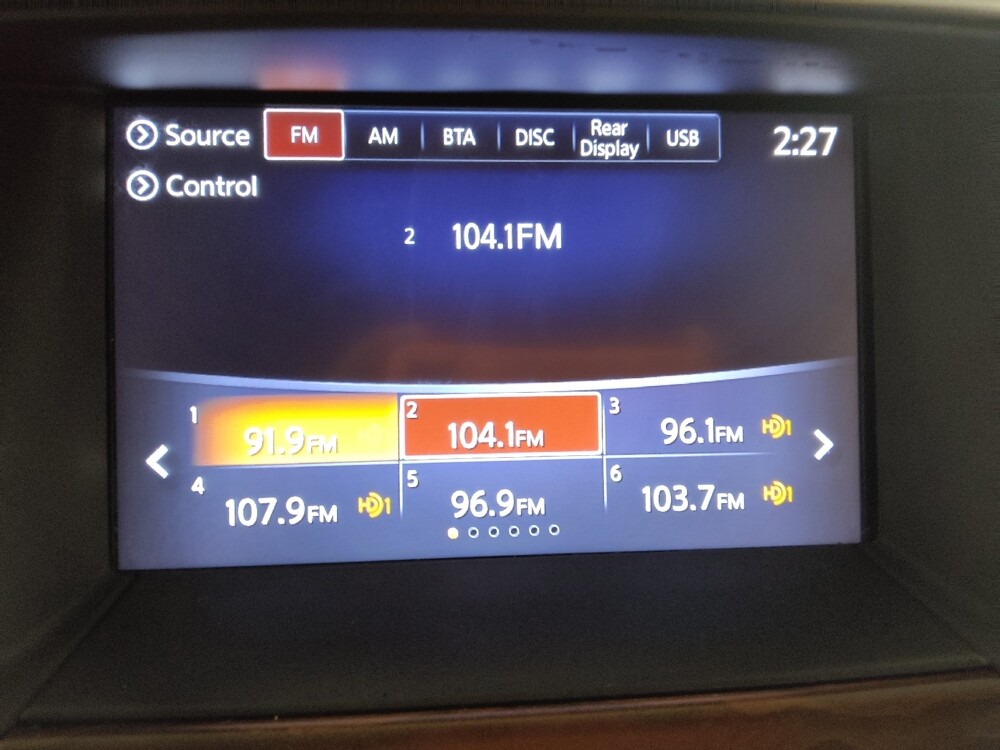 Source FM AM BTA DISC Rear Display USB 2:27
Control
2 104.1FM
1 91.9FM 2 104.1FM 3 96.1FM HD1
4 107.9FM HD1 5 96.9FM 6 103.7FM HD1